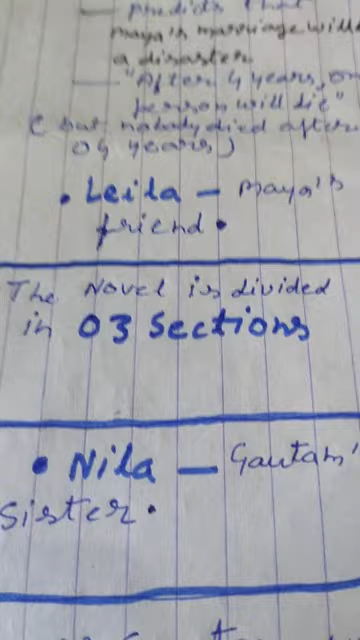 — predicts that
Maya's marriage will
a disaster
— "After 4 years, on
person will die"
( but nobody died after
04 years )
• Leila — Maya's
friend •
The Novel is divided
in 03 Sections
• Nila — Gautam'
Sister •